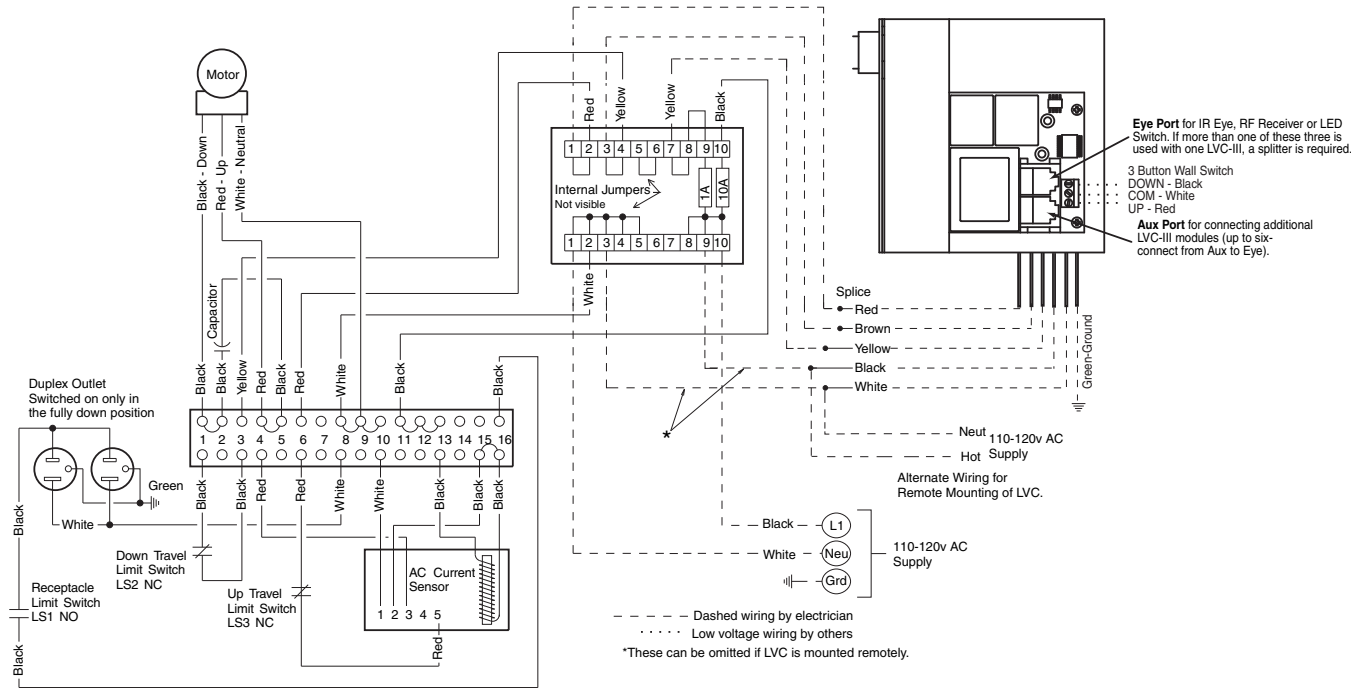 Motor
Black - Down
Red - Up
White - Neutral
Capacitor
Black
Black
Yellow
Red
Black
Red
White
Black
Black
1 2 3 4 5 6 7 8 9 10 11 12 13 14 15 16
Black
Black
Red
Red
White
White
Black
Black
Black
Duplex Outlet
Switched on only in
the fully down position
Green
White
Black
Black
Receptacle
Limit Switch
LS1 NO
Down Travel
Limit Switch
LS2 NC
Up Travel
Limit Switch
LS3 NC
AC Current
Sensor
1 2 3 4 5
Red
Red
Yellow
Yellow
Black
1 2 3 4 5 6 7 8 9 10
Internal Jumpers
Not visible
1A
10A
1 2 3 4 5 6 7 8 9 10
White
Eye Port for IR Eye, RF Receiver or LED
Switch. If more than one of these three is
used with one LVC-III, a splitter is required.
3 Button Wall Switch
DOWN - Black
COM - White
UP - Red
Aux Port for connecting additional
LVC-III modules (up to six-
connect from Aux to Eye).
Splice
Red
Brown
Yellow
Black
White
Green-Ground
*
Neut
Hot
110-120v AC
Supply
Alternate Wiring for
Remote Mounting of LVC.
Black
L1
White
Neu
Grd
110-120v AC
Supply
Dashed wiring by electrician
Low voltage wiring by others
*These can be omitted if LVC is mounted remotely.